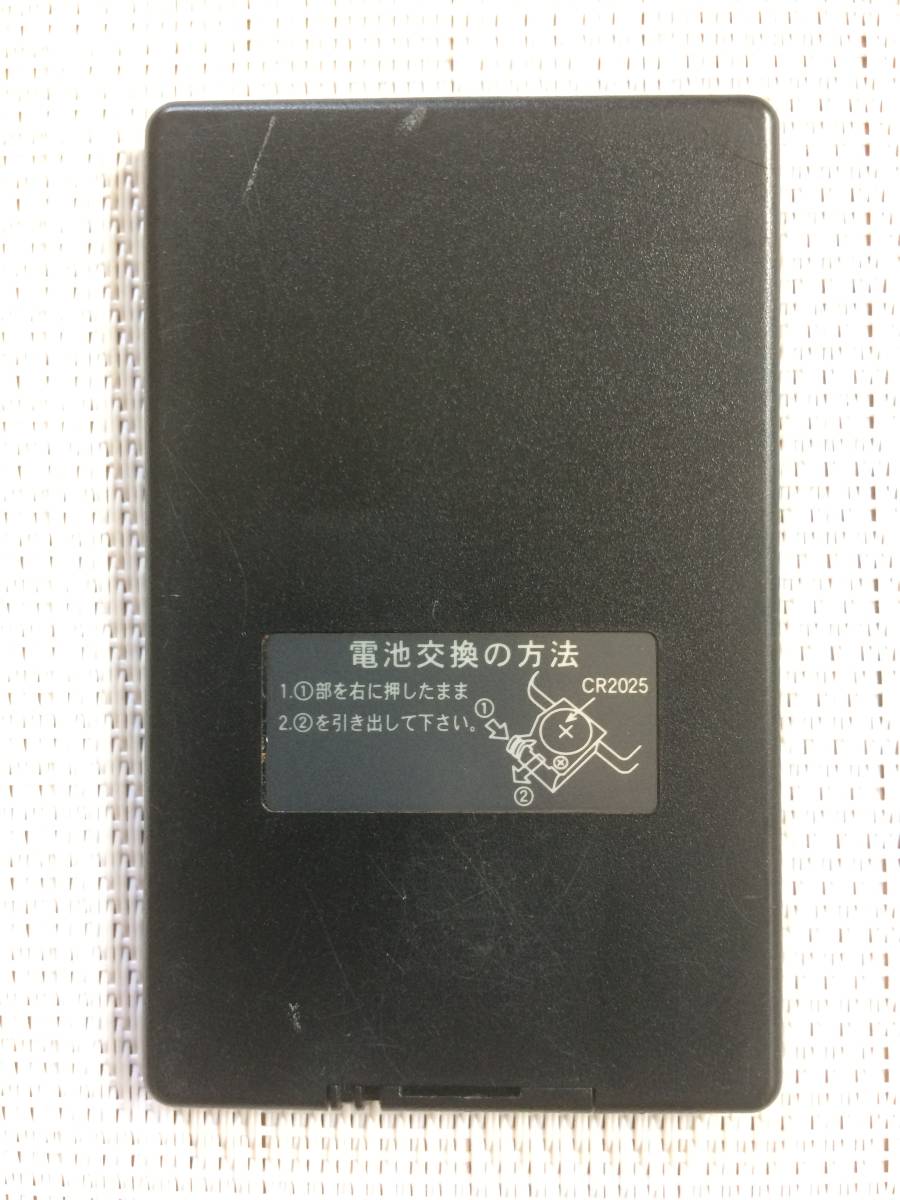 電池交換の方法
1.①部を右に押したまま
2.②を引き出して下さい。
CR2025
①
②